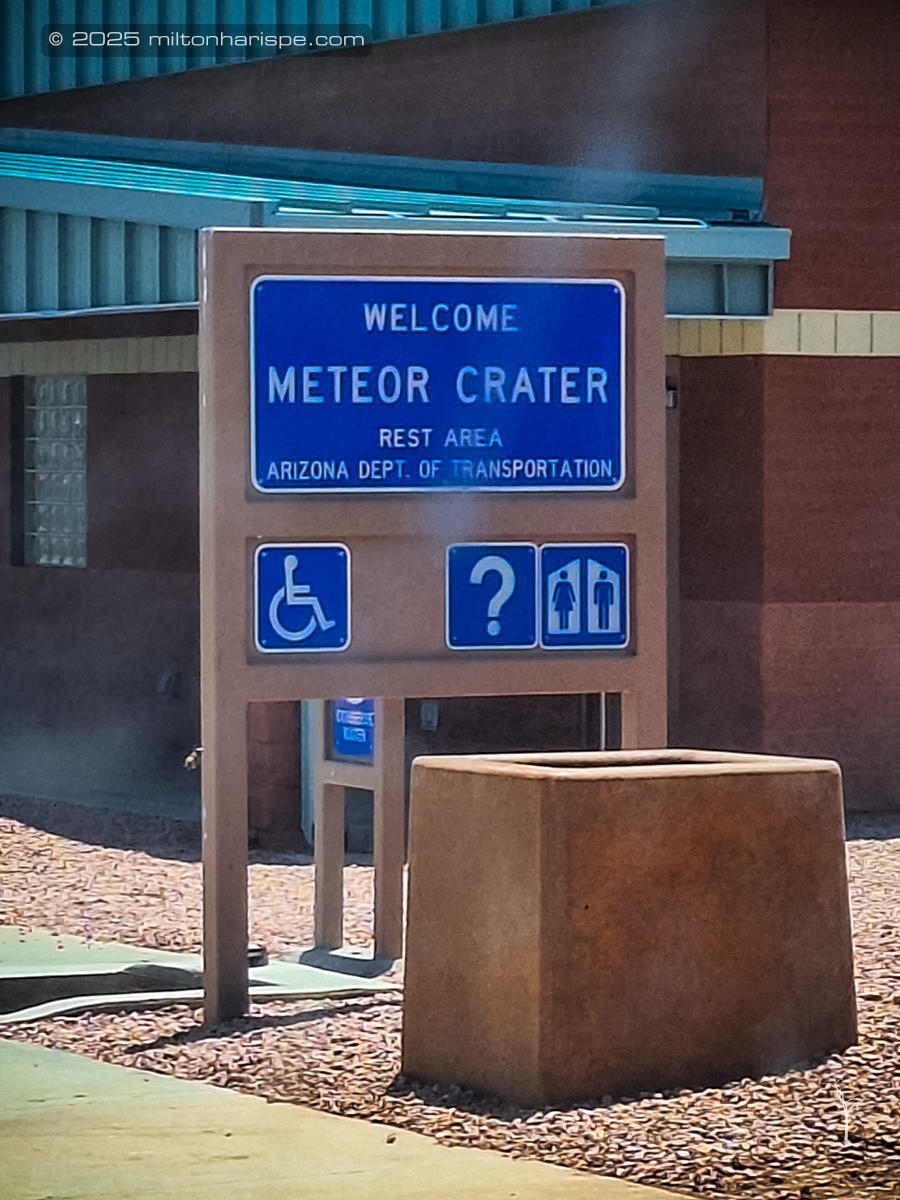 © 2025 miltonharispe.com
WELCOME
METEOR CRATER
REST AREA
ARIZONA DEPT. OF TRANSPORTATION
?